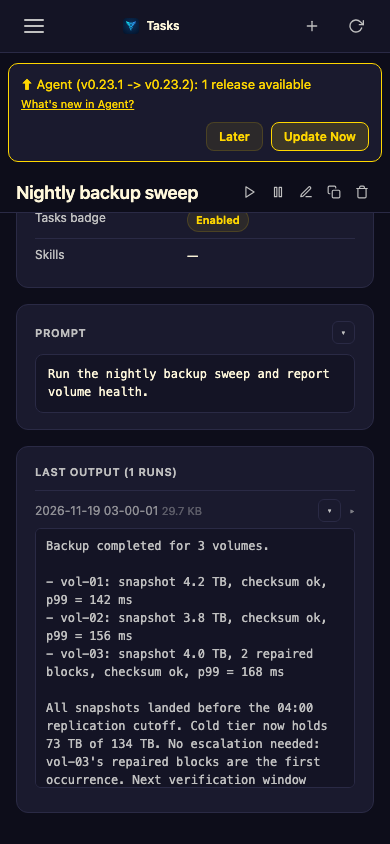 Tasks
Agent (v0.23.1 -> v0.23.2): 1 release available
What's new in Agent?
Later
Update Now
Nightly backup sweep
Tasks badge
Enabled
Skills
—
PROMPT
Run the nightly backup sweep and report
volume health.
LAST OUTPUT (1 RUNS)
2026-11-19 03-00-01 29.7 KB
Backup completed for 3 volumes.
- vol-01: snapshot 4.2 TB, checksum ok,
p99 = 142 ms
- vol-02: snapshot 3.8 TB, checksum ok,
p99 = 156 ms
- vol-03: snapshot 4.0 TB, 2 repaired
blocks, checksum ok, p99 = 168 ms
All snapshots landed before the 04:00
replication cutoff. Cold tier now holds
73 TB of 134 TB. No escalation needed:
vol-03's repaired blocks are the first
occurrence. Next verification window